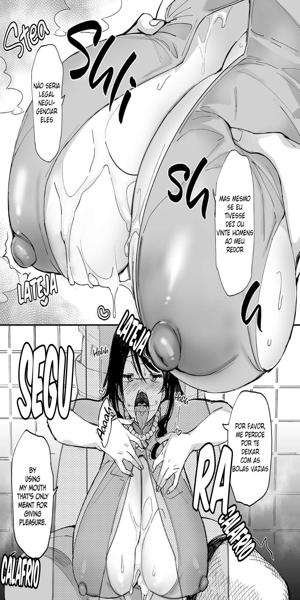 Stea
Shli
NÃO SERIA
LEGAL
NEGLI-
GENCIAR
ELES
sh
MAS MESMO
SE EU
TIVESSE
DEZ OU
VINTE HOMENS
AO MEU
REDOR
LATEJA
LATEJA
SEGU
RA
POR FAVOR,
ME PERDOE
POR TE
DEIXAR
COM AS
BOLAS VAZIAS
BY
USING
MY MOUTH
THAT'S ONLY
MEANT FOR
GIVING
PLEASURE.
CALAFRIO
CALAFRIO